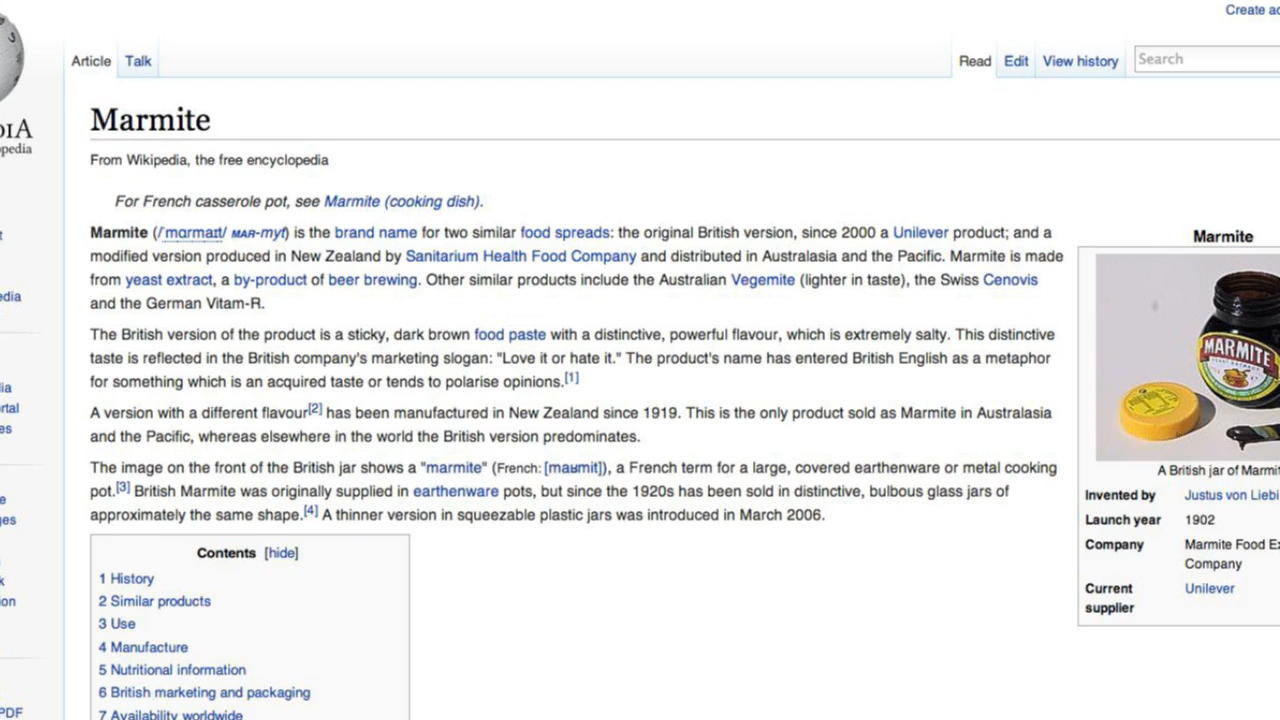 Create
Article Talk Read Edit View history Search
Marmite
From Wikipedia, the free encyclopedia
For French casserole pot, see Marmite (cooking dish).
Marmite (/ˈmɑrmaɪt/ MAR-myt) is the brand name for two similar food spreads: the original British version, since 2000 a Unilever product; and a
modified version produced in New Zealand by Sanitarium Health Food Company and distributed in Australasia and the Pacific. Marmite is made
from yeast extract, a by-product of beer brewing. Other similar products include the Australian Vegemite (lighter in taste), the Swiss Cenovis
and the German Vitam-R.
The British version of the product is a sticky, dark brown food paste with a distinctive, powerful flavour, which is extremely salty. This distinctive
taste is reflected in the British company's marketing slogan: "Love it or hate it." The product's name has entered British English as a metaphor
for something which is an acquired taste or tends to polarise opinions.[1]
A version with a different flavour[2] has been manufactured in New Zealand since 1919. This is the only product sold as Marmite in Australasia
and the Pacific, whereas elsewhere in the world the British version predominates.
The image on the front of the British jar shows a "marmite" (French: [maʁmit]), a French term for a large, covered earthenware or metal cooking
pot.[3] British Marmite was originally supplied in earthenware pots, but since the 1920s has been sold in distinctive, bulbous glass jars of
approximately the same shape.[4] A thinner version in squeezable plastic jars was introduced in March 2006.
Contents [hide]
1 History
2 Similar products
3 Use
4 Manufacture
5 Nutritional information
6 British marketing and packaging
7 Availability worldwide
Marmite
MARMITE
A British jar of Marmit
Invented by Justus von Liebi
Launch year 1902
Company Marmite Food Ex
Company
Current Unilever
supplier
PDF